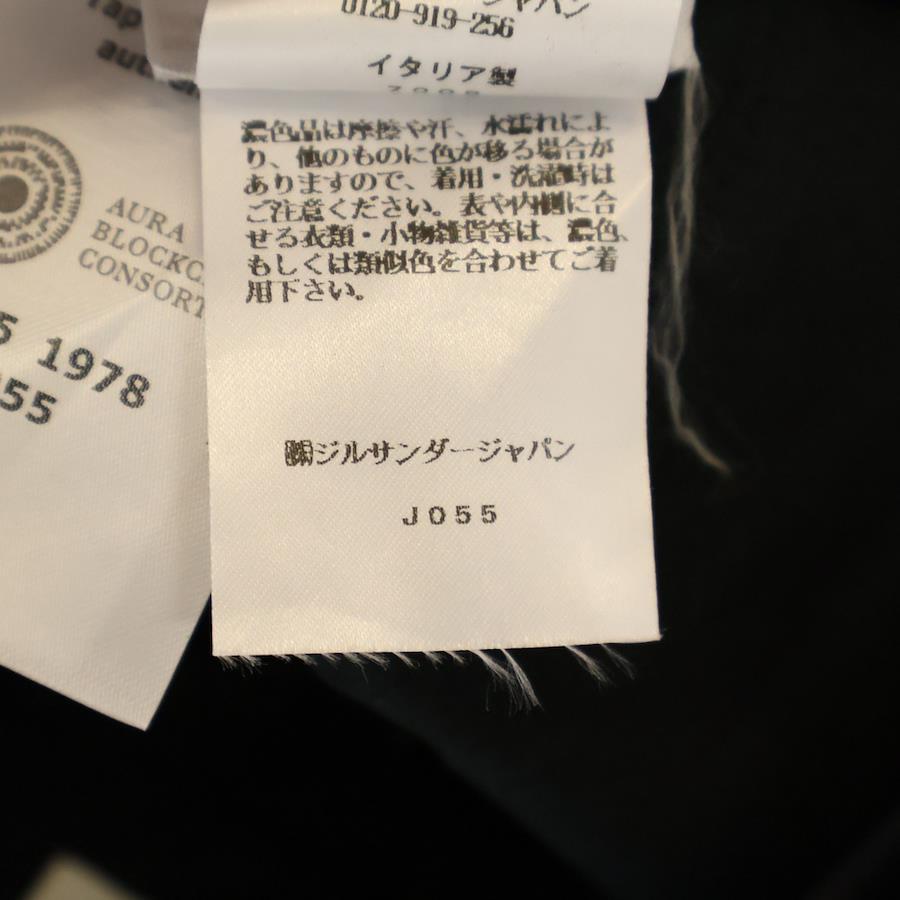 ャパン
0120-919-256
イタリア製
濃色品は摩擦や汗、水濡れによ
り、他のものに色が移る場合が
ありますので、着用・洗濯時は
ご注意ください。表や内側に合
せる衣類・小物雑貨等は、濃色、
もしくは類似色を合わせてご着
用下さい。
㈱ジルサンダージャパン
J055
AURA
BLOCKC
CONSORT
5 1978
055